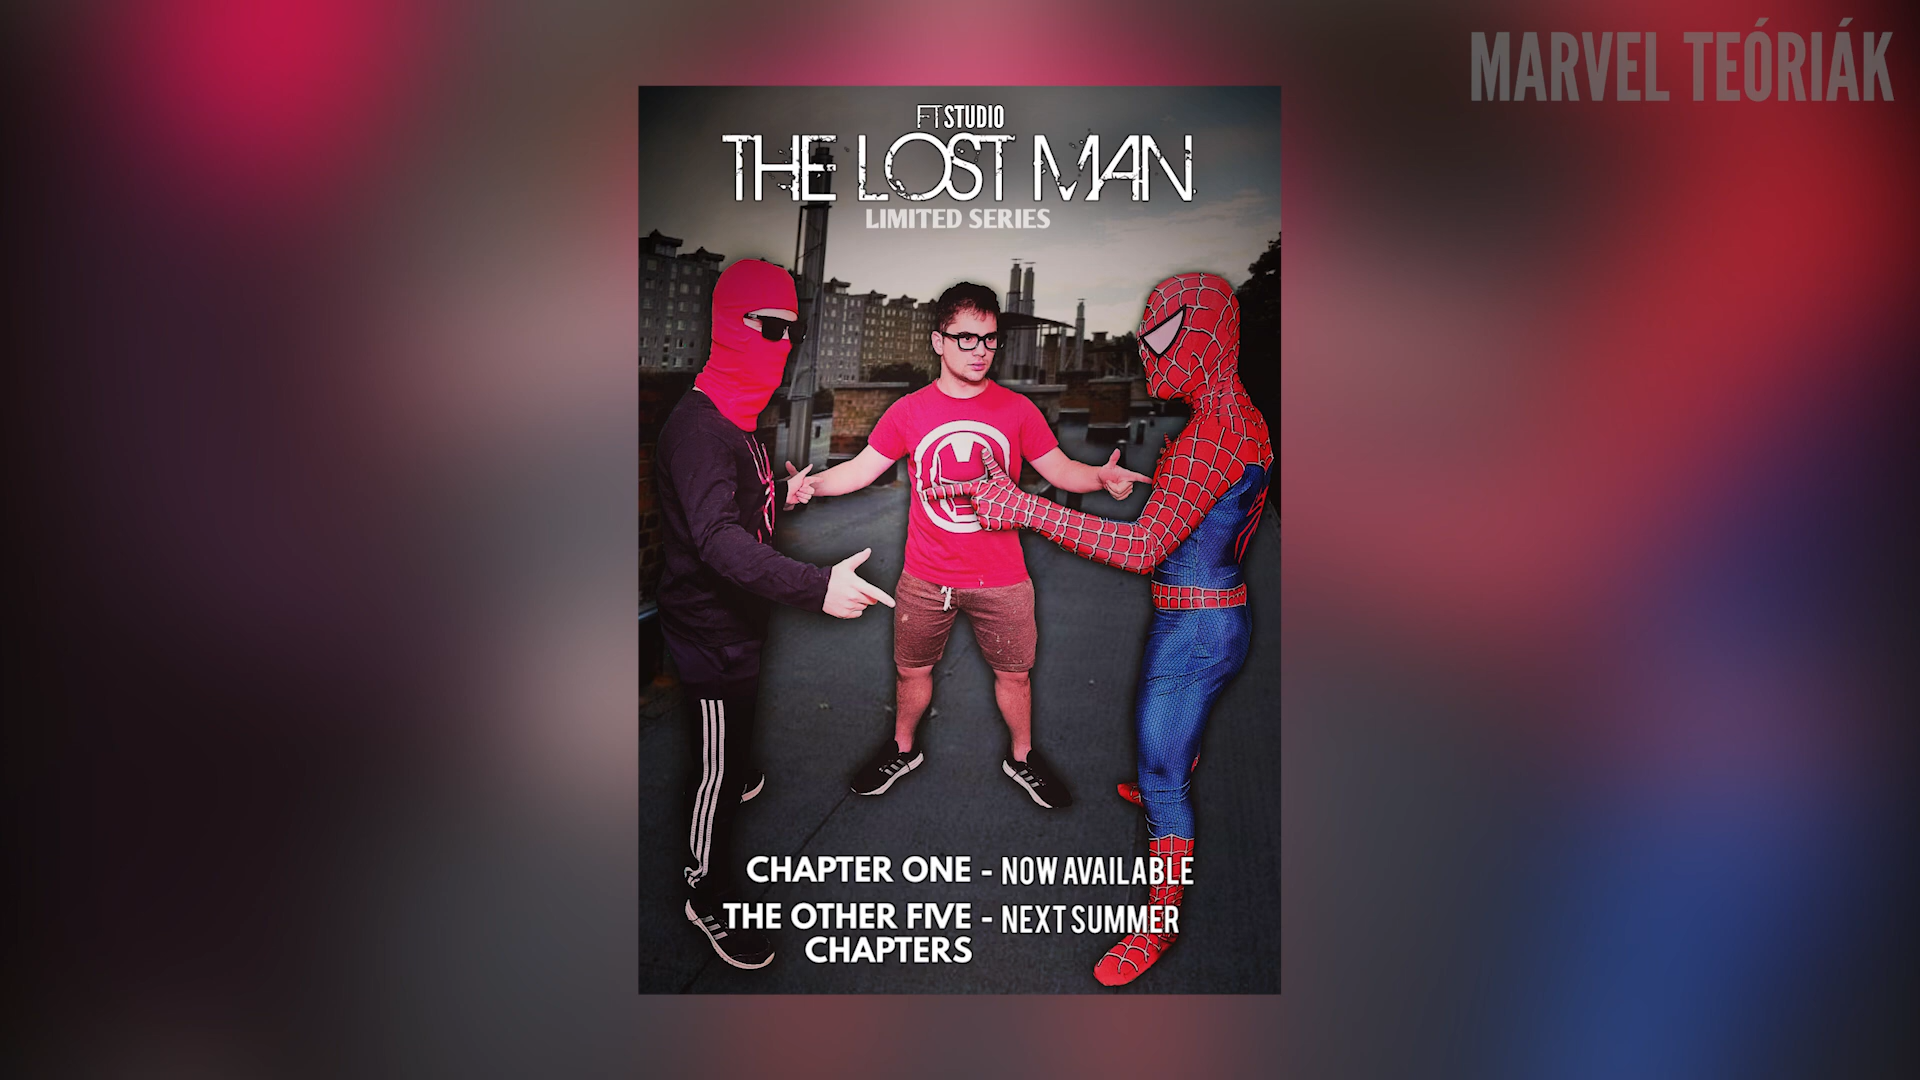 MARVEL TEÓRIÁK
FT STUDIO
THE LOST MAN
LIMITED SERIES
CHAPTER ONE - NOW AVAILABLE
THE OTHER FIVE - NEXT SUMMER
CHAPTERS